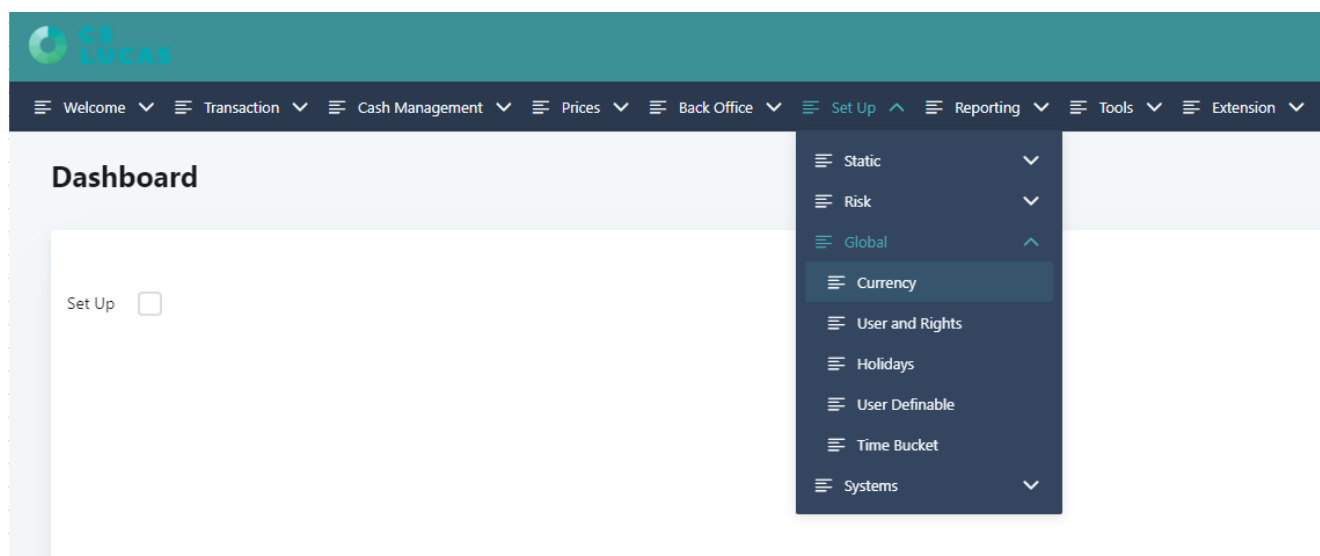 CS
LUCAS
Welcome Transaction Cash Management Prices Back Office Set Up Reporting Tools Extension
Dashboard
Static
Risk
Global
Currency
Set Up
User and Rights
Holidays
User Definable
Time Bucket
Systems